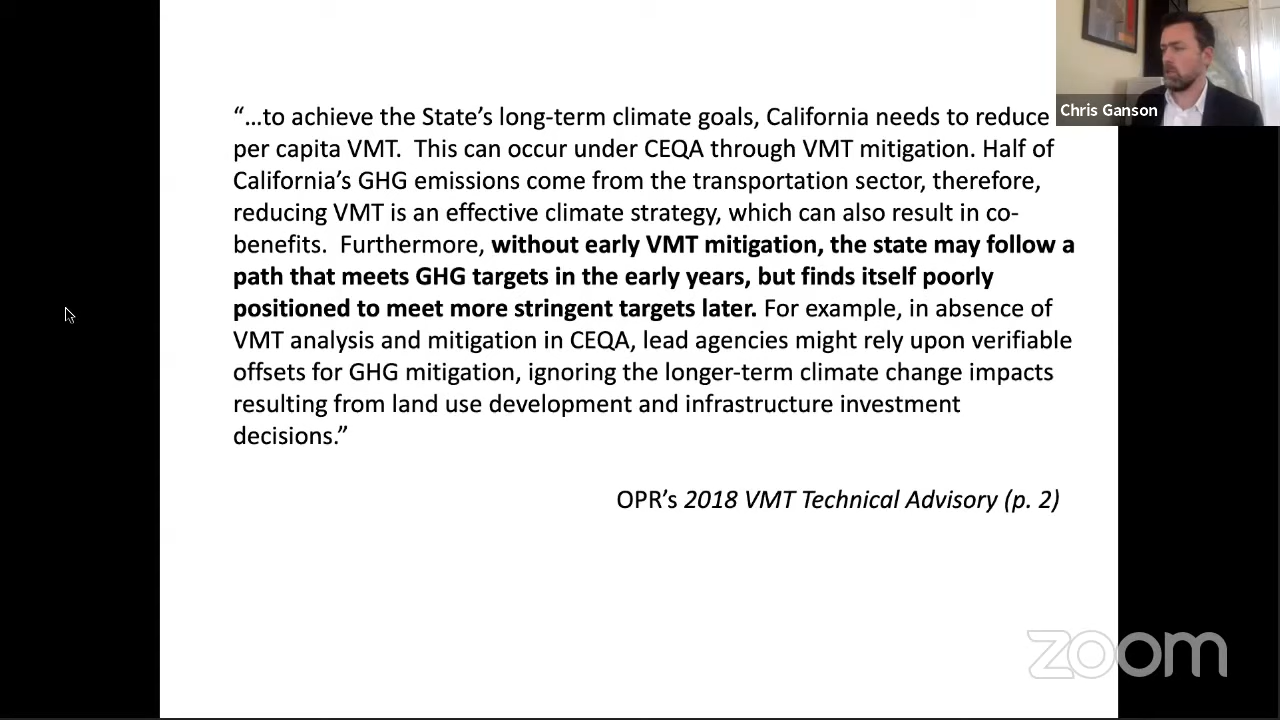 “…to achieve the State’s long-term climate goals, California needs to reduce
per capita VMT.  This can occur under CEQA through VMT mitigation. Half of
California’s GHG emissions come from the transportation sector, therefore,
reducing VMT is an effective climate strategy, which can also result in co-
benefits.  Furthermore, without early VMT mitigation, the state may follow a
path that meets GHG targets in the early years, but finds itself poorly
positioned to meet more stringent targets later. For example, in absence of
VMT analysis and mitigation in CEQA, lead agencies might rely upon verifiable
offsets for GHG mitigation, ignoring the longer-term climate change impacts
resulting from land use development and infrastructure investment
decisions.”
OPR’s 2018 VMT Technical Advisory (p. 2)
Chris Ganson
zoom